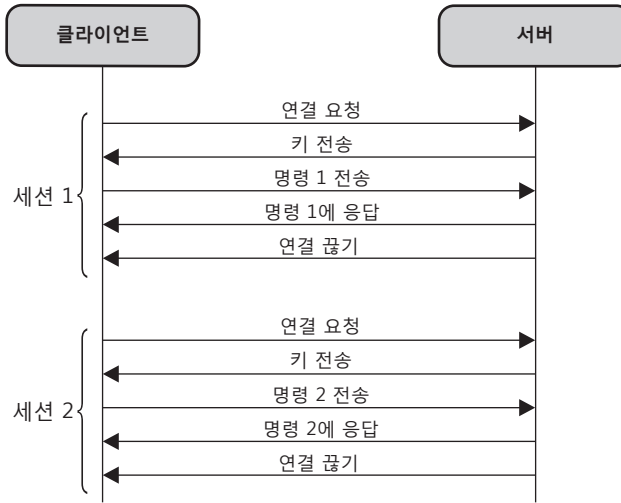 클라이언트
서버
세션 1
연결 요청
키 전송
명령 1 전송
명령 1에 응답
연결 끊기
세션 2
연결 요청
키 전송
명령 2 전송
명령 2에 응답
연결 끊기